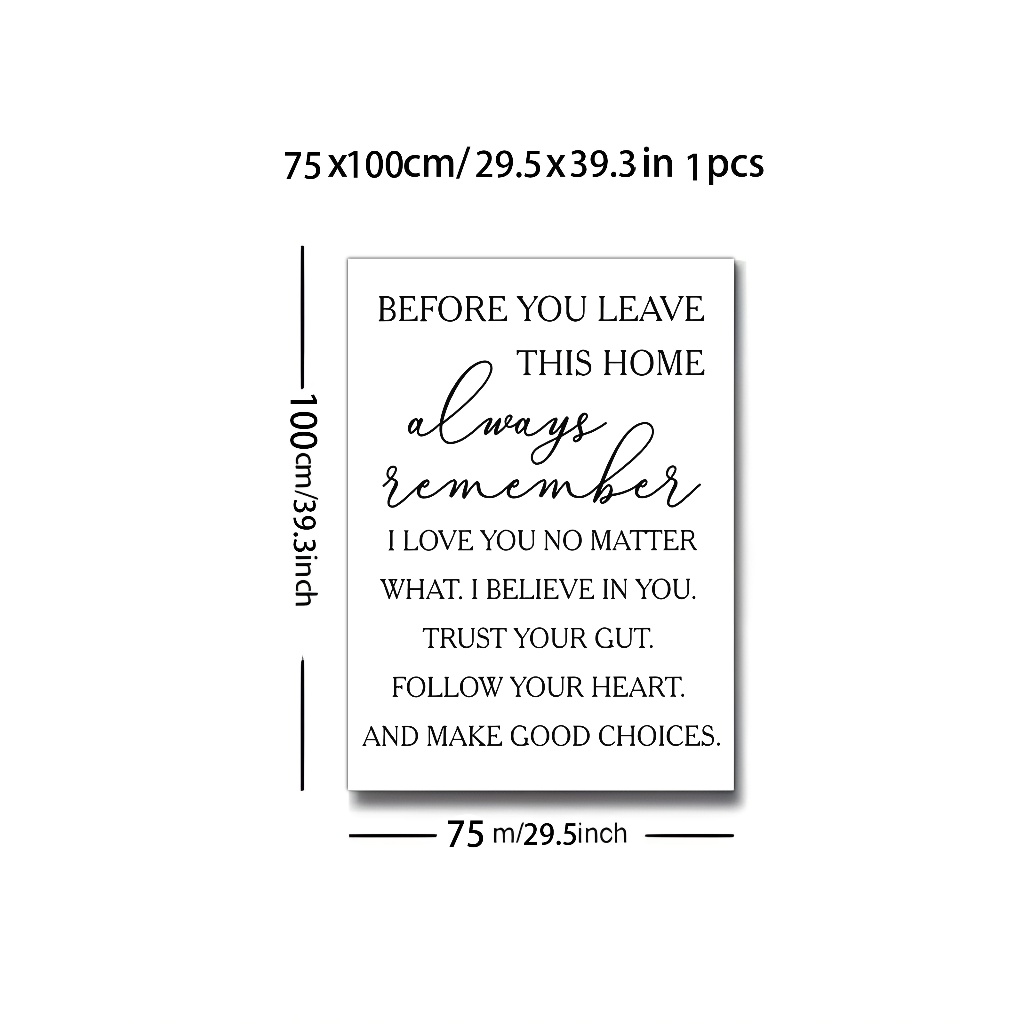 75x100cm/29.5x39.3in 1pcs
BEFORE YOU LEAVE
THIS HOME
always
remember
I LOVE YOU NO MATTER
WHAT. I BELIEVE IN YOU.
TRUST YOUR GUT.
FOLLOW YOUR HEART.
AND MAKE GOOD CHOICES.
100cm/39.3inch
75 m/29.5inch